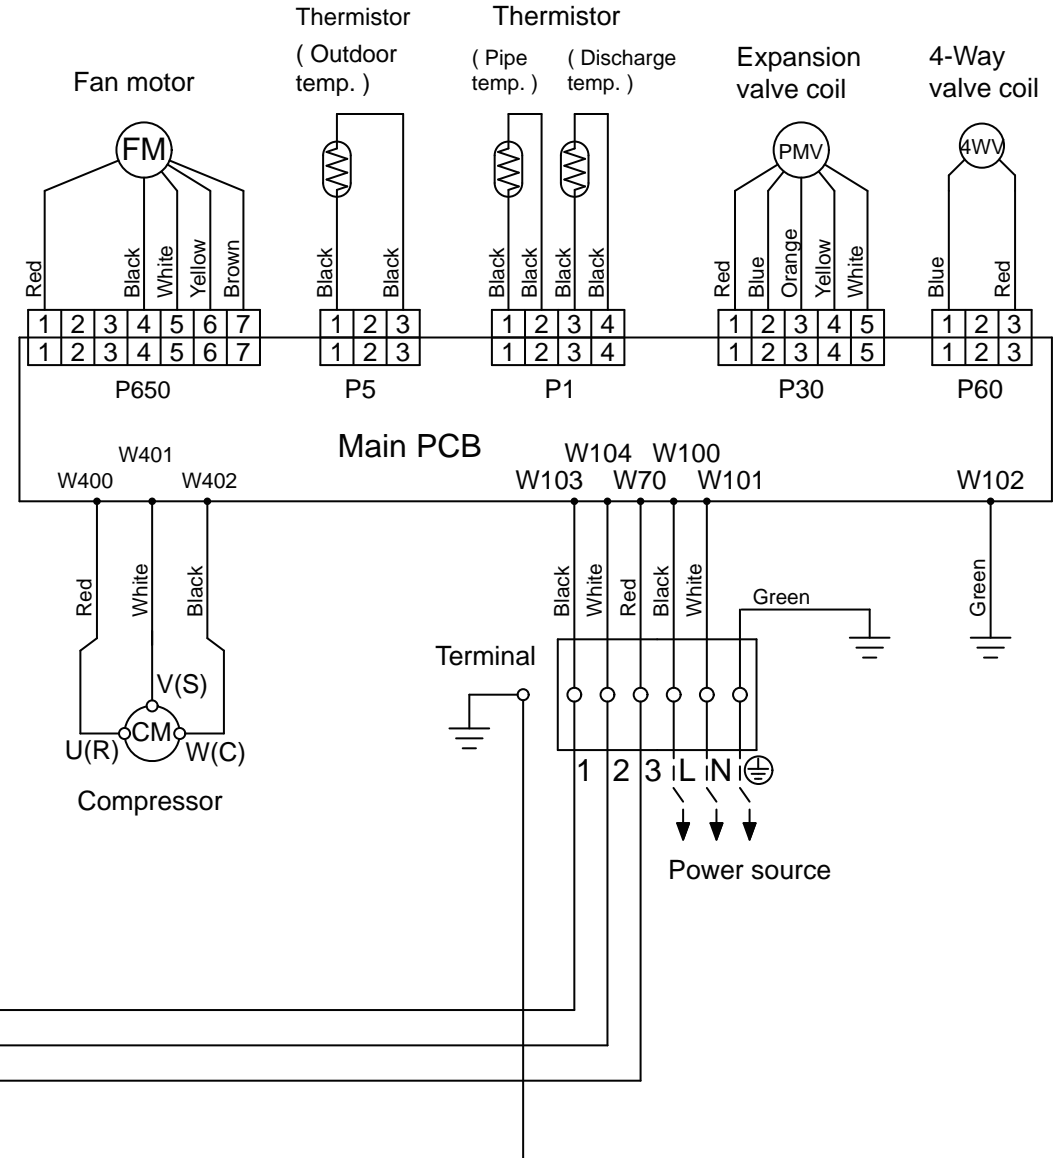 Thermistor
( Outdoor
temp. )
Thermistor
( Pipe
temp. )
( Discharge
temp. )
Fan motor
Expansion
valve coil
4-Way
valve coil
FM
PMV
4WV
Red
Black
White
Yellow
Brown
Black
Black
Black
Black
Black
Black
Red
Blue
Orange
Yellow
White
Blue
Red
1 2 3 4 5 6 7
1 2 3 4 5 6 7
P650
1 2 3
1 2 3
P5
1 2 3 4
1 2 3 4
P1
1 2 3 4 5
1 2 3 4 5
P30
1 2 3
1 2 3
P60
Main PCB
W400
W401
W402
W103
W104
W70
W100
W101
W102
Red
White
Black
Black
White
Red
Black
White
Green
Green
Terminal
V(S)
CM
U(R)
W(C)
Compressor
1 2 3 L N
Power source